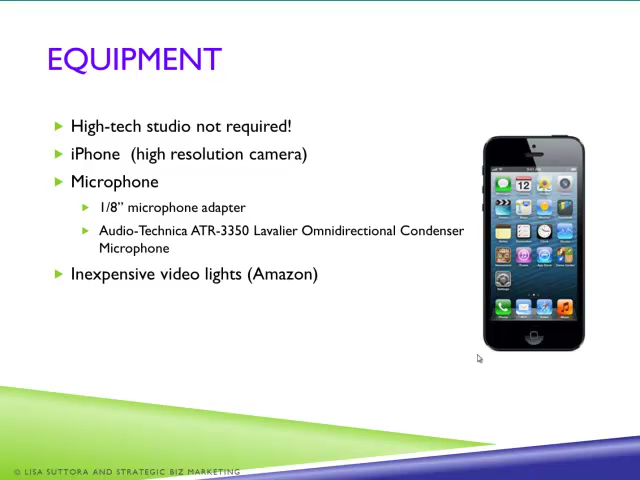 EQUIPMENT
High-tech studio not required!
iPhone (high resolution camera)
Microphone
1/8” microphone adapter
Audio-Technica ATR-3350 Lavalier Omnidirectional Condenser
Microphone
Inexpensive video lights (Amazon)
12
© LISA SUTTORA AND STRATEGIC BIZ MARKETING